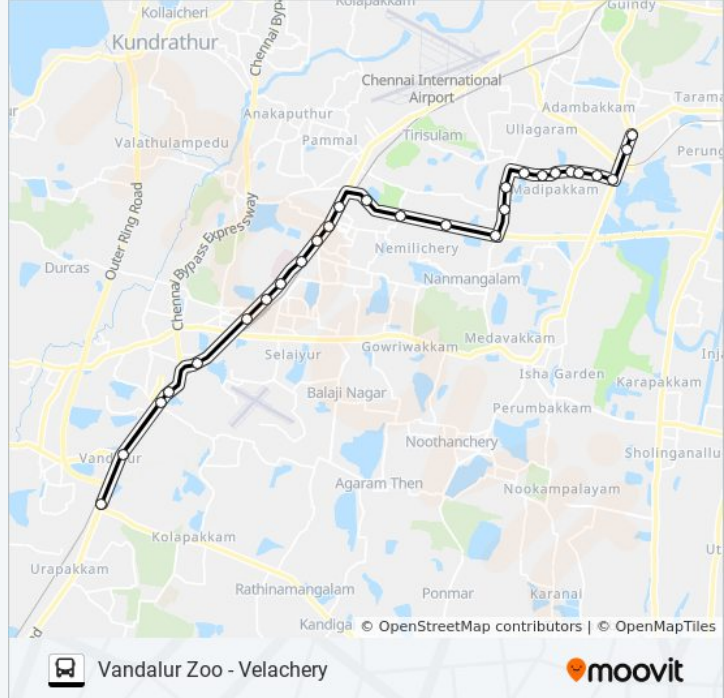 Kollaicheri
Kolapakkam
Guindy
Kundrathur
Chennai Bypass
Chennai International
Airport
Adambakkam
Tarama
Anakaputhur
Ullagaram
Tirisulam
Pammal
Valathulampedu
Perung
Madipakkam
Outer Ring Road
Chennai Bypass Expressway
Nemilichery
Durcas
Nanmangalam
Medavakkam
Selaiyur
Gowriwakkam
Inja
Isha Garden
Karapakkam
Balaji Nagar
Perumbakkam
Noothanchery
Sholinganallu
Agaram Then
Nookampalayam
Kolapakkam
Ut
Urapakkam
Rathinamangalam
Ponmar
Karanai
Kandiga
© OpenStreetMap contributors | © OpenMapTiles
Vandalur Zoo - Velachery
moovit